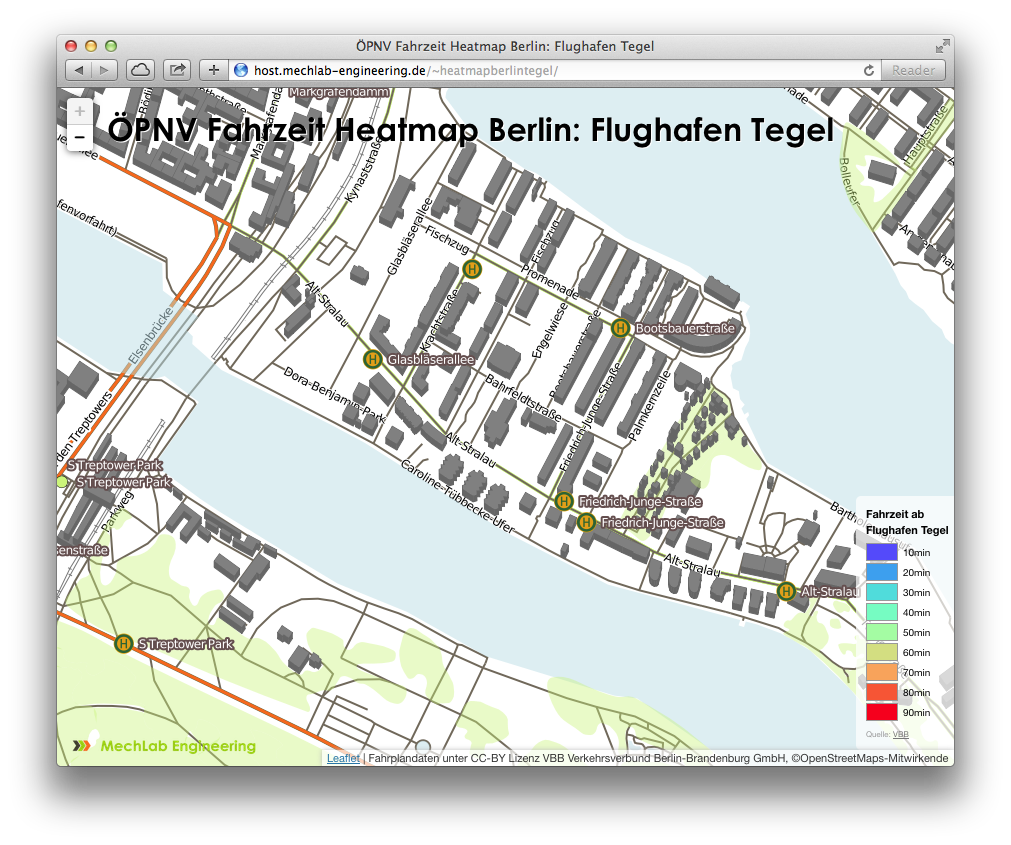 ÖPNV Fahrzeit Heatmap Berlin: Flughafen Tegel
host.mechlab-engineering.de/~heatmapberlintegel/
Reader
+
−
ÖPNV Fahrzeit Heatmap Berlin: Flughafen Tegel
Markgrafendamm
Kynaststraße
Hauptstraße
Bolleufer
fenvorfahrt)
Glasbläserallee
Fischzug
Fischzug
Promenade
H
H Bootsbauerstraße
Alt-Stralau
Elsenbrücke
Krachtstraße
Engelwiese
Bootsbauerstraße
H Glasbläserallee
Dora-Benjamin-Park
Bahrfeldtstraße
Friedrich-Junge-Straße
Palmkernzeile
den Treptowers
Alt-Stralau
Caroline-Tübbecke-Ufer
S Treptower Park
S Treptower Park
Parkweg
H Friedrich-Junge-Straße
H Friedrich-Junge-Straße
senstraße
Alt-Stralau
H Alt-Stralau
H S Treptower Park
Fahrzeit ab
Flughafen Tegel
10min
20min
30min
40min
50min
60min
70min
80min
90min
Quelle: VBB
MechLab Engineering
Leaflet | Fahrplandaten unter CC-BY Lizenz VBB Verkehrsverbund Berlin-Brandenburg GmbH, ©OpenStreetMaps-Mitwirkende